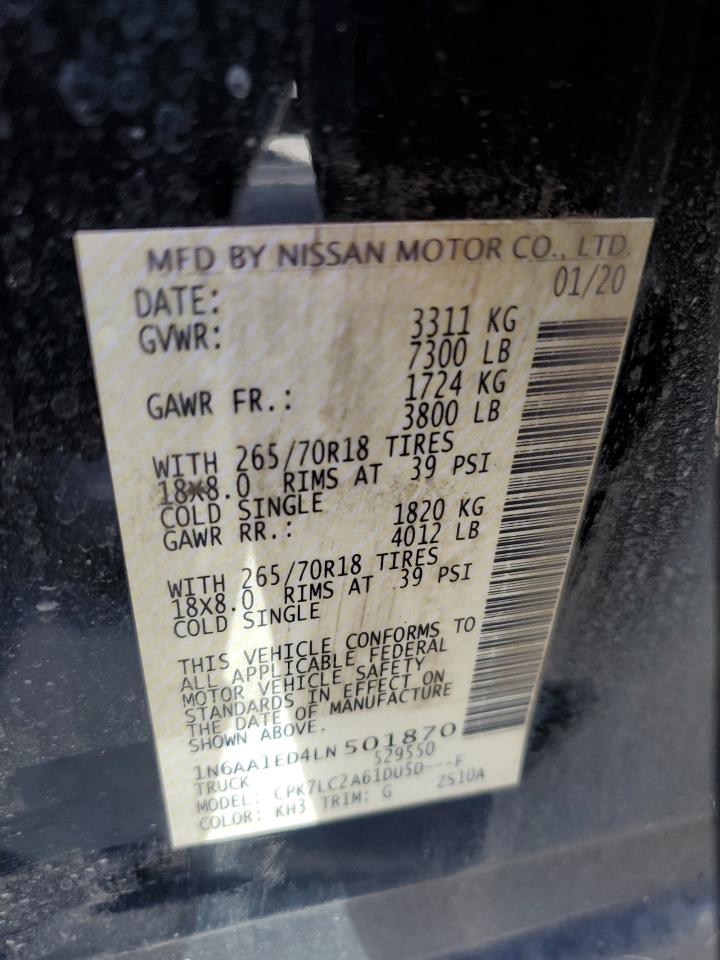 MFD BY NISSAN MOTOR CO., LTD.
DATE: 01/20
GVWR: 3311 KG
7300 LB
GAWR FR.: 1724 KG
3800 LB
WITH 265/70R18 TIRES
18X8.0 RIMS AT 39 PSI
COLD SINGLE
GAWR RR.: 1820 KG
4012 LB
WITH 265/70R18 TIRES
18X8.0 RIMS AT 39 PSI
COLD SINGLE
THIS VEHICLE CONFORMS TO
ALL APPLICABLE FEDERAL
MOTOR VEHICLE SAFETY
STANDARDS IN EFFECT ON
THE DATE OF MANUFACTURE
SHOWN ABOVE.
1N6AA1ED4LN501870
TRUCK 529550
MODEL: CPK7LC2A61DU5D---F
COLOR: KH3 TRIM: G 2S10A